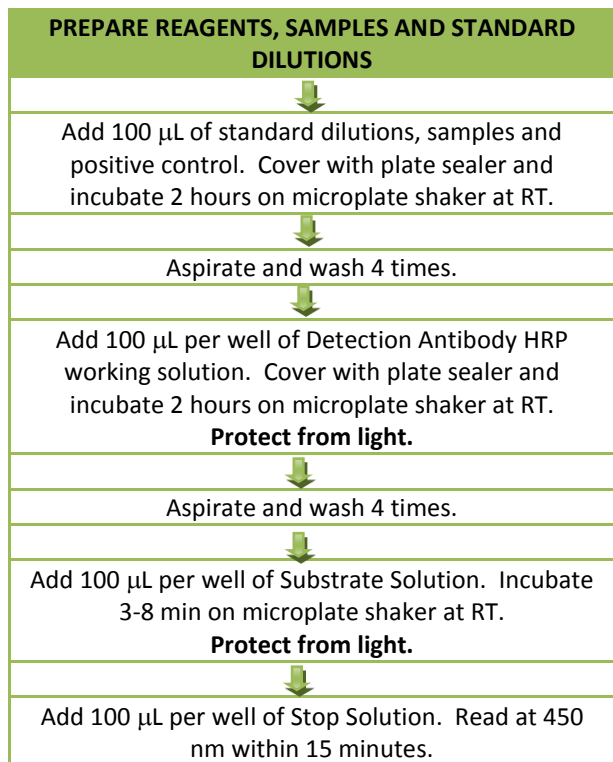 PREPARE REAGENTS, SAMPLES AND STANDARD
DILUTIONS
Add 100 μL of standard dilutions, samples and
positive control.  Cover with plate sealer and
incubate 2 hours on microplate shaker at RT.
Aspirate and wash 4 times.
Add 100 μL per well of Detection Antibody HRP
working solution.  Cover with plate sealer and
incubate 2 hours on microplate shaker at RT.
Protect from light.
Aspirate and wash 4 times.
Add 100 μL per well of Substrate Solution.  Incubate
3-8 min on microplate shaker at RT.
Protect from light.
Add 100 μL per well of Stop Solution.  Read at 450
nm within 15 minutes.